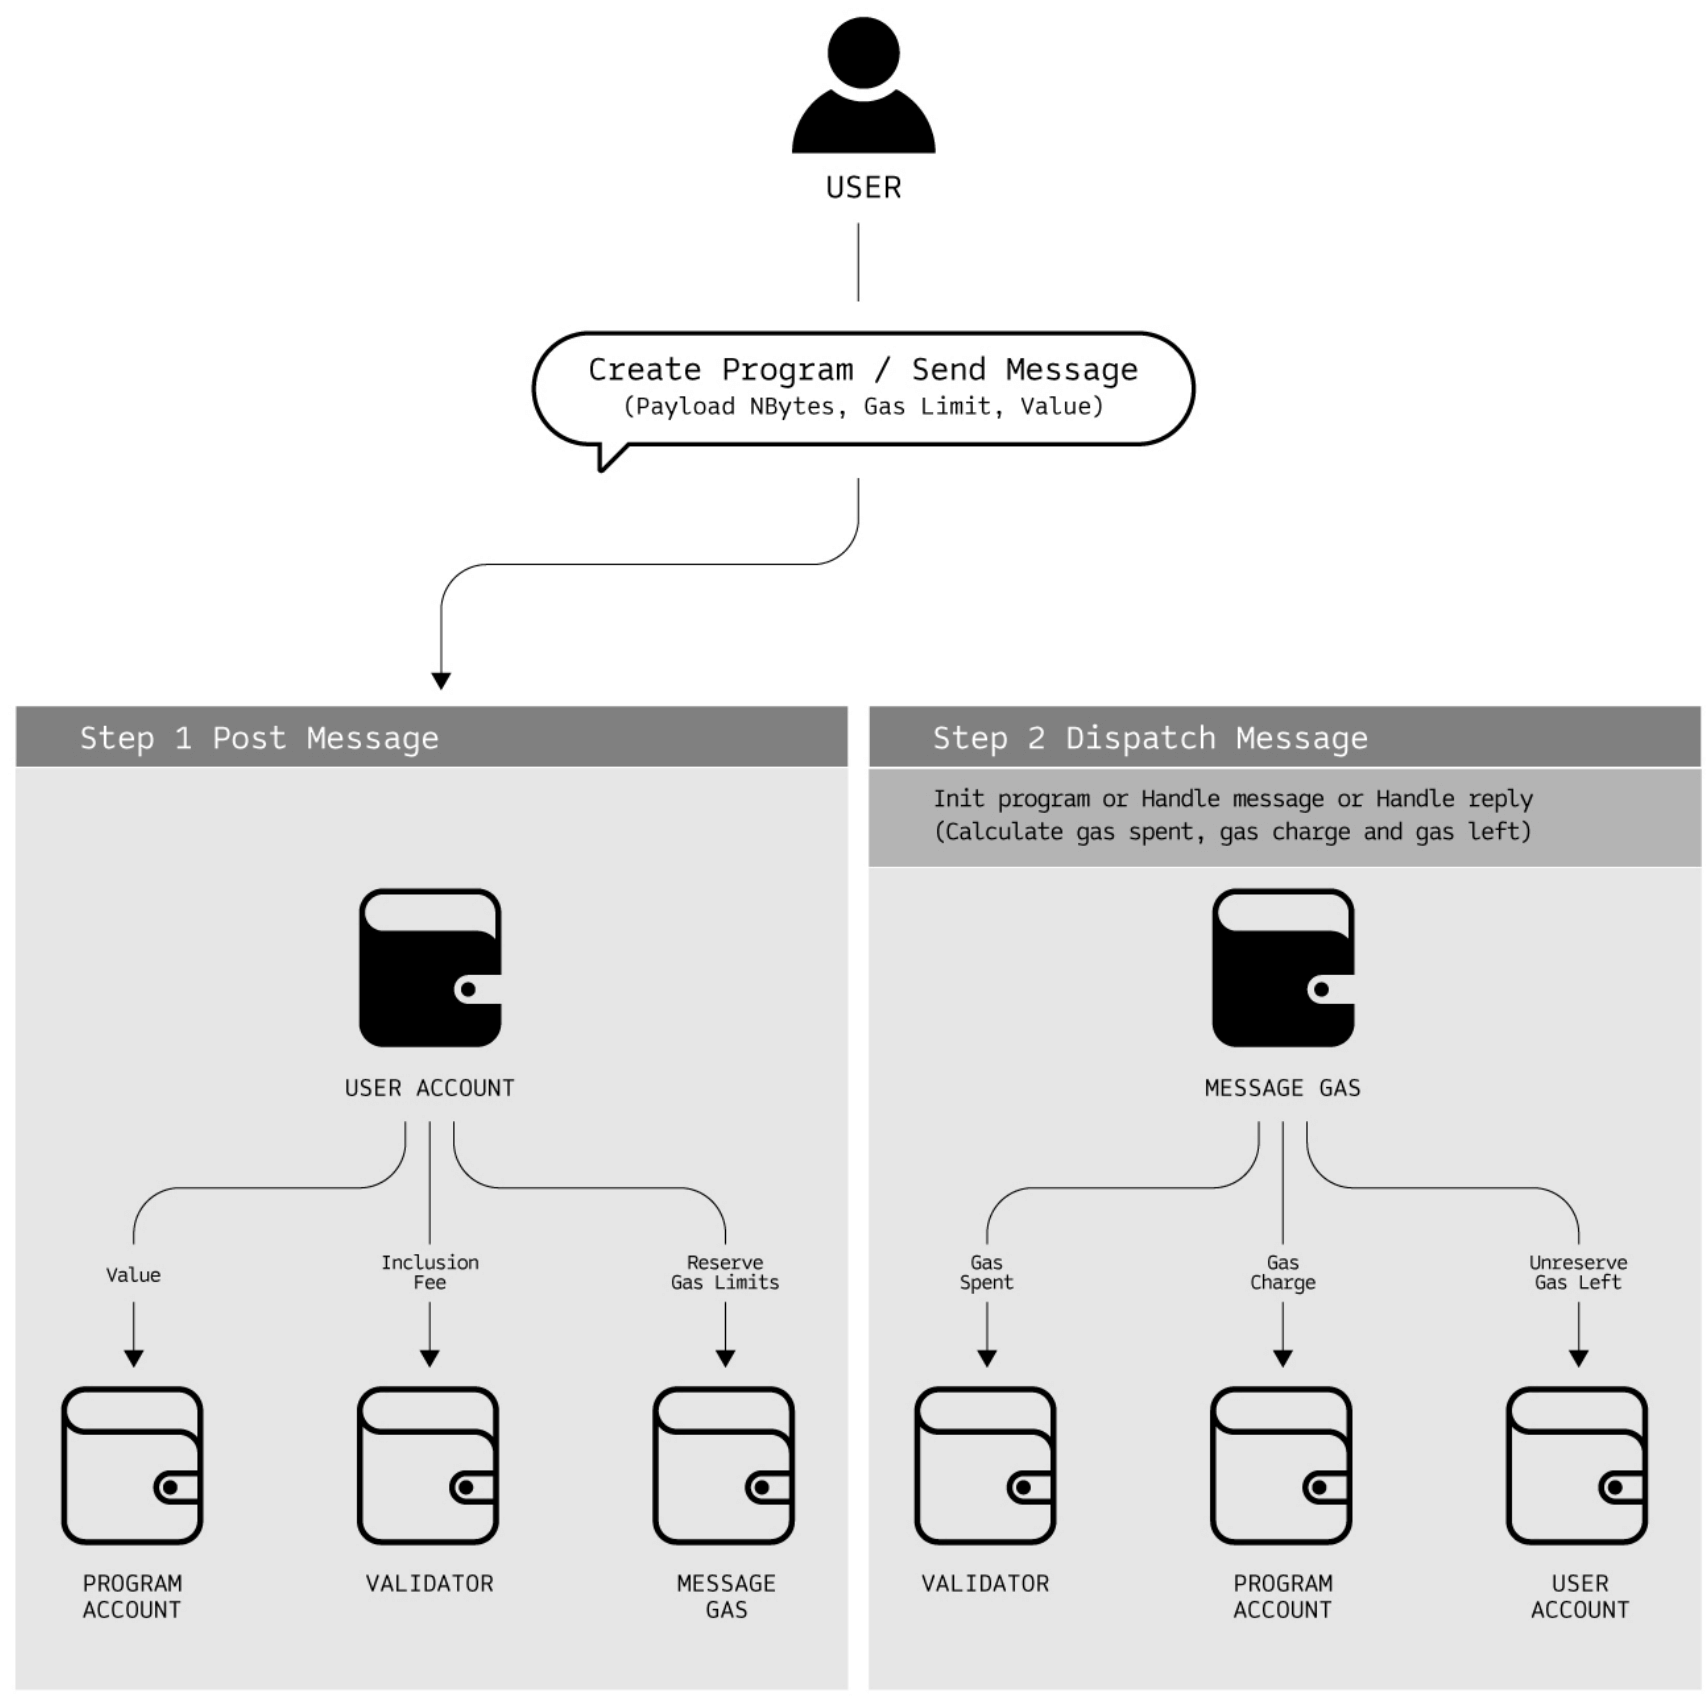 USER
Create Program / Send Message
(Payload NBytes, Gas Limit, Value)
Step 1 Post Message
USER ACCOUNT
Value
Inclusion
Fee
Reserve
Gas Limits
PROGRAM
ACCOUNT
VALIDATOR
MESSAGE
GAS
Step 2 Dispatch Message
Init program or Handle message or Handle reply
(Calculate gas spent, gas charge and gas left)
MESSAGE GAS
Gas
Spent
Gas
Charge
Unreserve
Gas Left
VALIDATOR
PROGRAM
ACCOUNT
USER
ACCOUNT